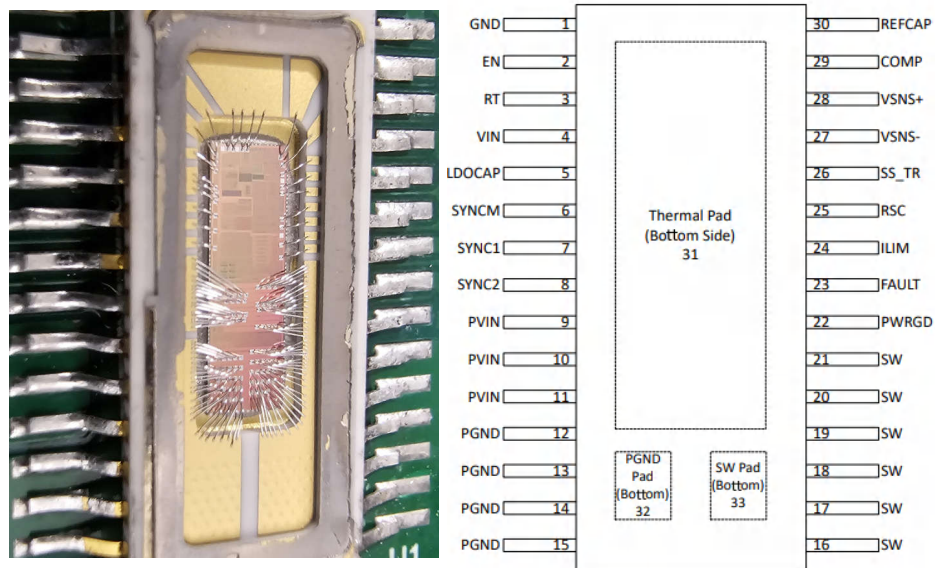 GND 1
EN 2
RT 3
VIN 4
LDOCAP 5
SYNCM 6
SYNC1 7
SYNC2 8
PVIN 9
PVIN 10
PVIN 11
PGND 12
PGND 13
PGND 14
PGND 15
Thermal Pad
(Bottom Side)
31
PGND
Pad
(Bottom)
32
SW Pad
(Bottom)
33
30 REFCAP
29 COMP
28 VSNS+
27 VSNS-
26 SS_TR
25 RSC
24 ILIM
23 FAULT
22 PWRGD
21 SW
20 SW
19 SW
18 SW
17 SW
16 SW
U1